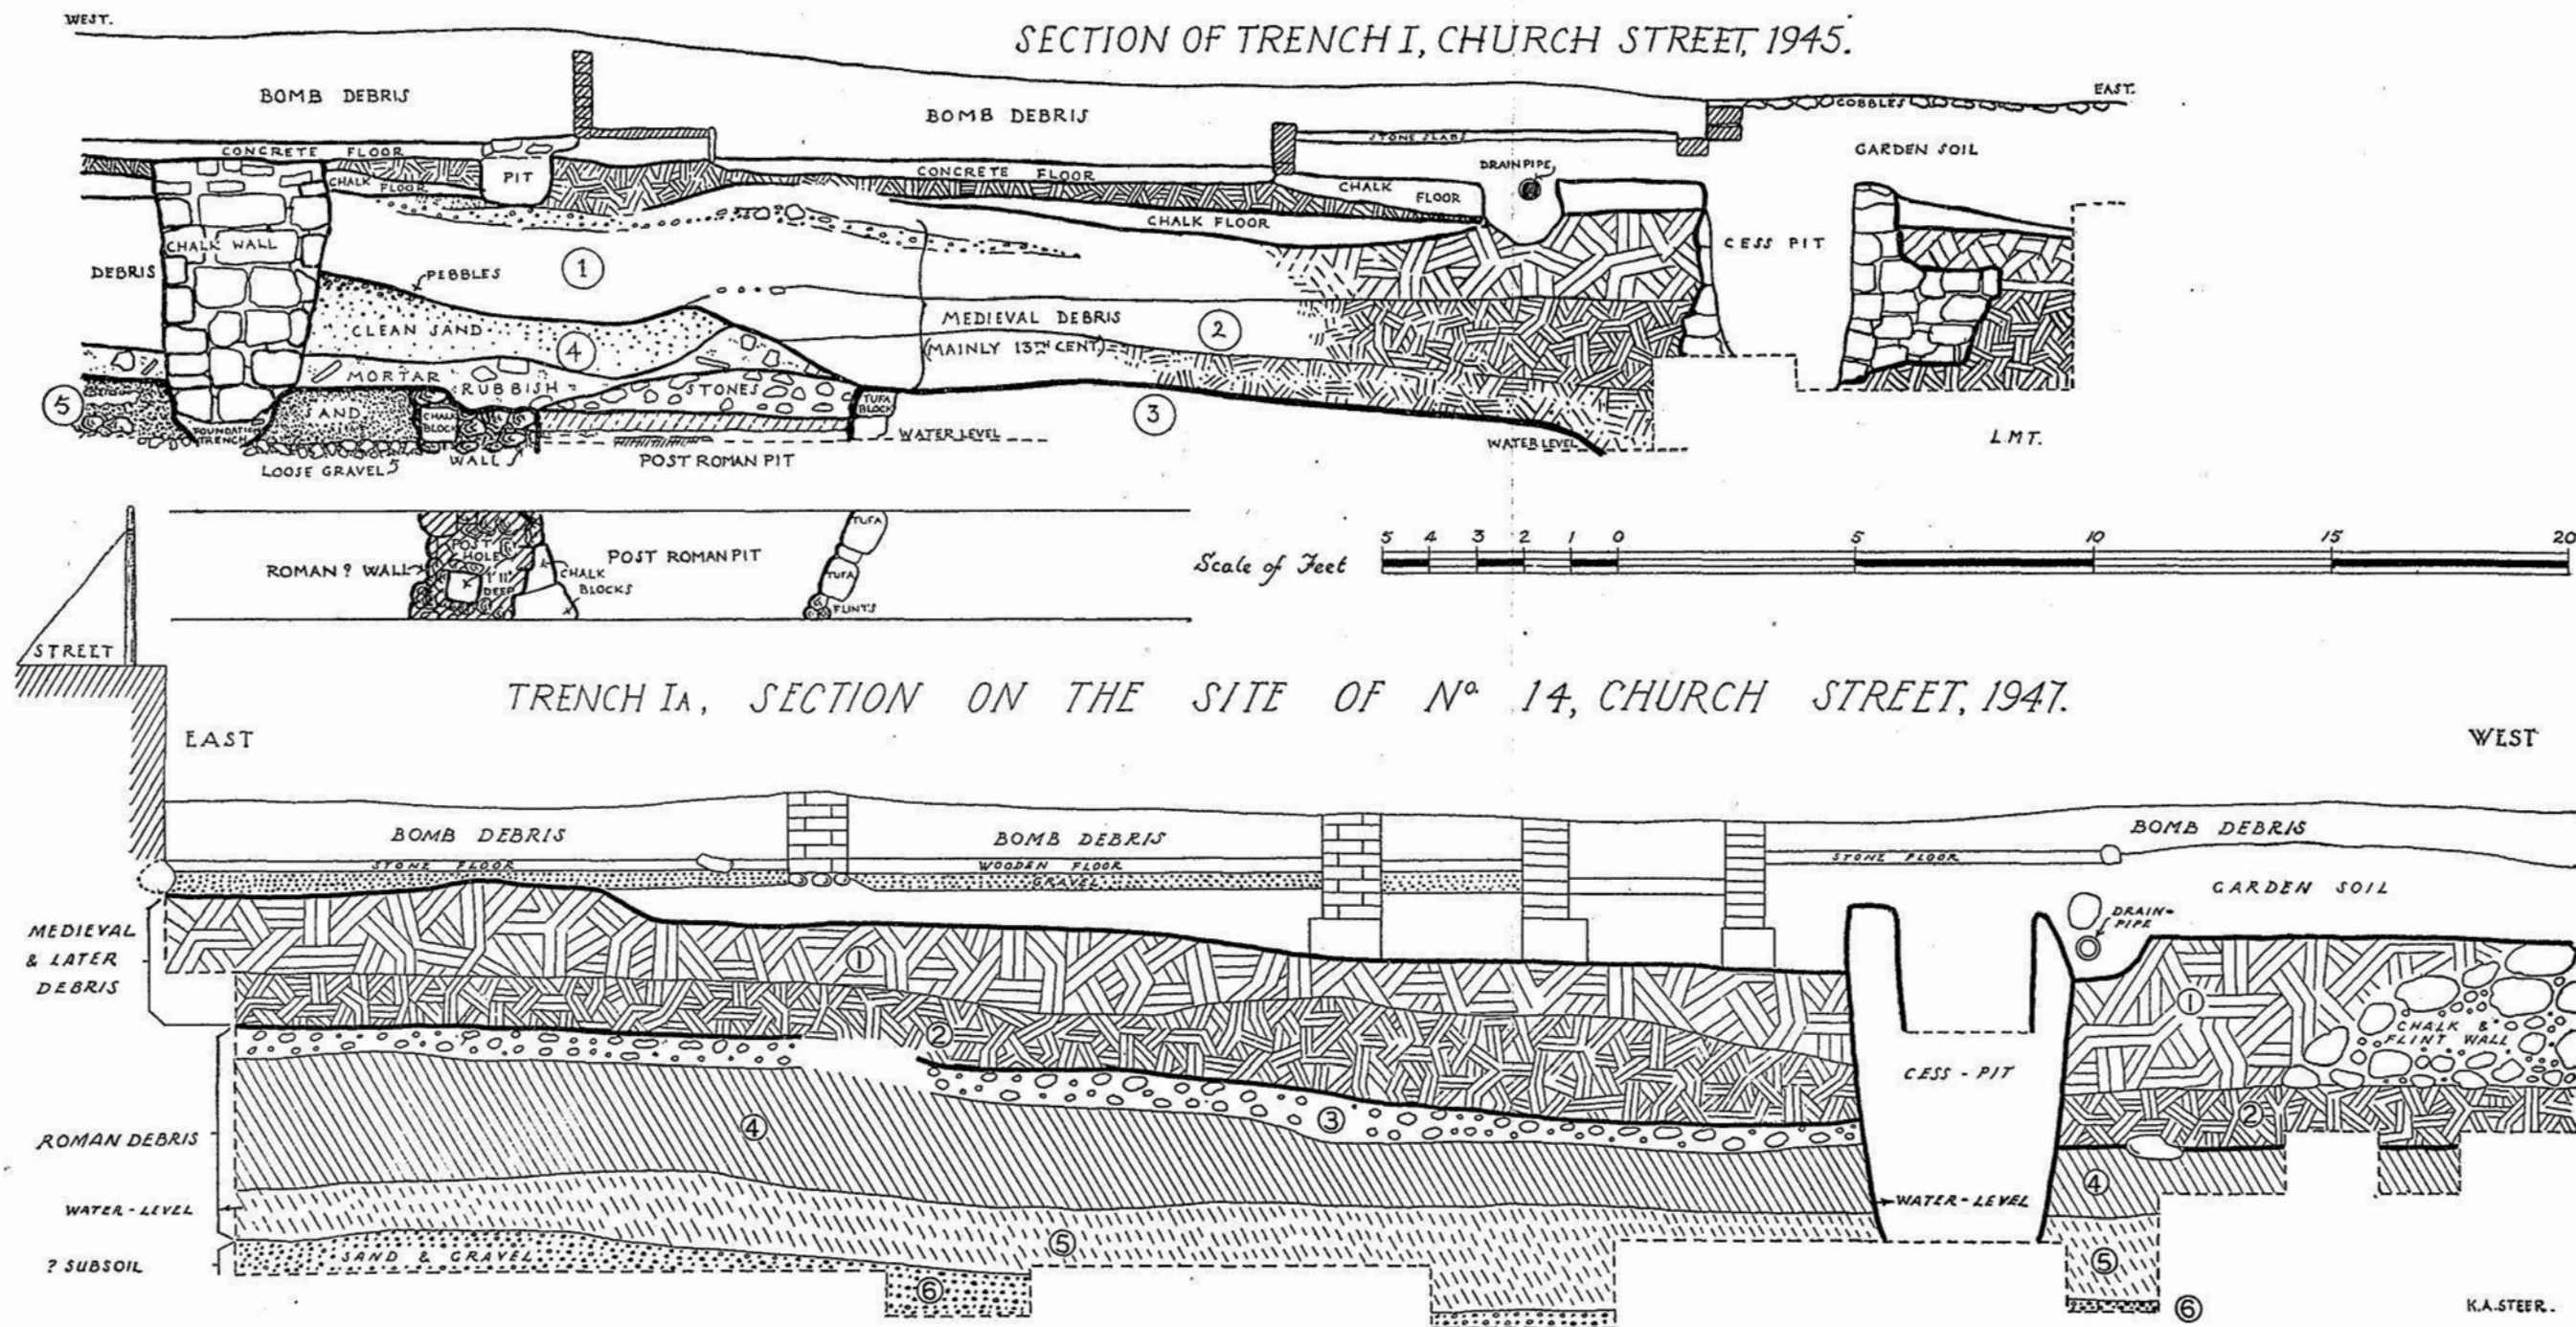 SECTION OF TRENCH I, CHURCH STREET, 1945.
WEST.
EAST.
BOMB DEBRIS
BOMB DEBRIS
COBBLES
STONE SLABS
GARDEN SOIL
CONCRETE FLOOR
PIT
CONCRETE FLOOR
DRAIN PIPE
CHALK FLOOR
CHALK FLOOR
CHALK FLOOR
CHALK WALL
CESS PIT
DEBRIS
PEBBLES
1
CLEAN SAND
MEDIEVAL DEBRIS
2
(MAINLY 13TH CENT.)
4
MORTAR
RUBBISH
STONES
5
SAND
CHALK BLOCK
TUFA BLOCK
3
FOUNDATION TRENCH
WATER LEVEL
WATER LEVEL
L.M.T.
LOOSE GRAVEL 5
WALL
POST ROMAN PIT
TUFA
POST HOLE
POST ROMAN PIT
ROMAN ? WALL
1' 11" DEEP
CHALK BLOCKS
TUFA
FLINTS
Scale of Feet
5 4 3 2 1 0 5 10 15 20
STREET
TRENCH IA, SECTION ON THE SITE OF No. 14, CHURCH STREET, 1947.
EAST
WEST
BOMB DEBRIS
BOMB DEBRIS
BOMB DEBRIS
STONE FLOOR
WOODEN FLOOR
STONE FLOOR
GRAVEL
GARDEN SOIL
DRAIN-
PIPE
MEDIEVAL
& LATER
DEBRIS
1
1
2
CHALK &
FLINT WALL
CESS-PIT
3
2
ROMAN DEBRIS
4
4
WATER-LEVEL
WATER-LEVEL
5
5
? SUBSOIL
SAND & GRAVEL
6
6
K.A.STEER.